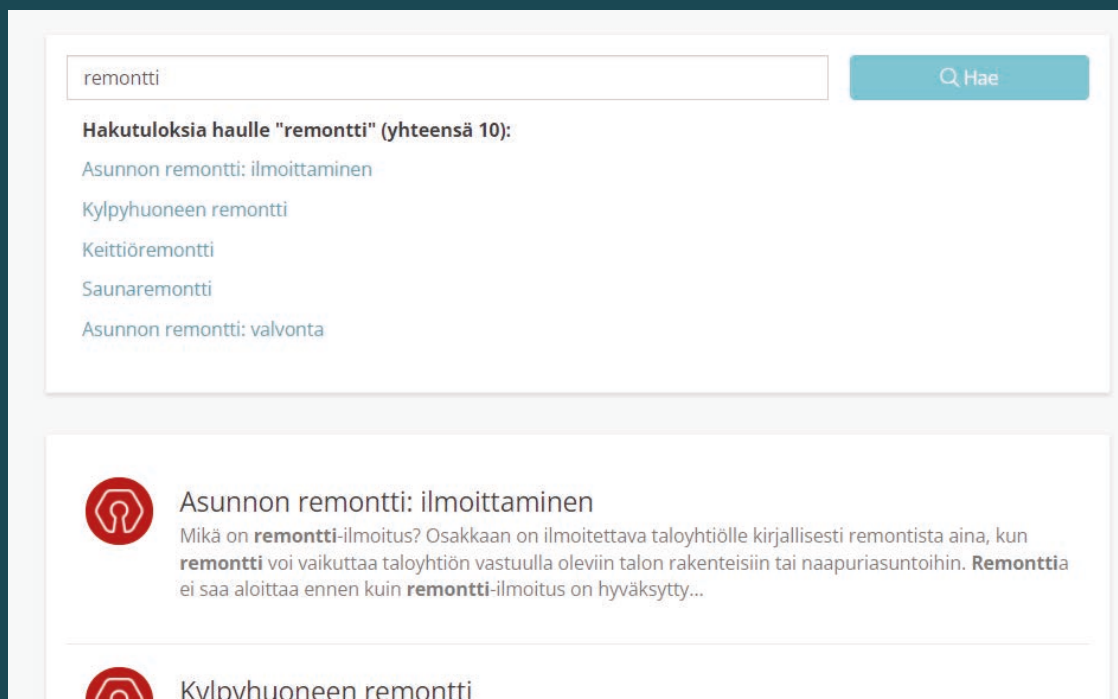 remontti
Hae
Hakutuloksia haulle "remontti" (yhteensä 10):
Asunnon remontti: ilmoittaminen
Kylpyhuoneen remontti
Keittiöremontti
Saunaremontti
Asunnon remontti: valvonta
Asunnon remontti: ilmoittaminen
Mikä on remontti-ilmoitus? Osakkaan on ilmoitettava taloyhtiölle kirjallisesti remontista aina, kun
remontti voi vaikuttaa taloyhtiön vastuulla oleviin talon rakenteisiin tai naapuriasuntoihin. Remonttia
ei saa aloittaa ennen kuin remontti-ilmoitus on hyväksytty...
Kylpyhuoneen remontti